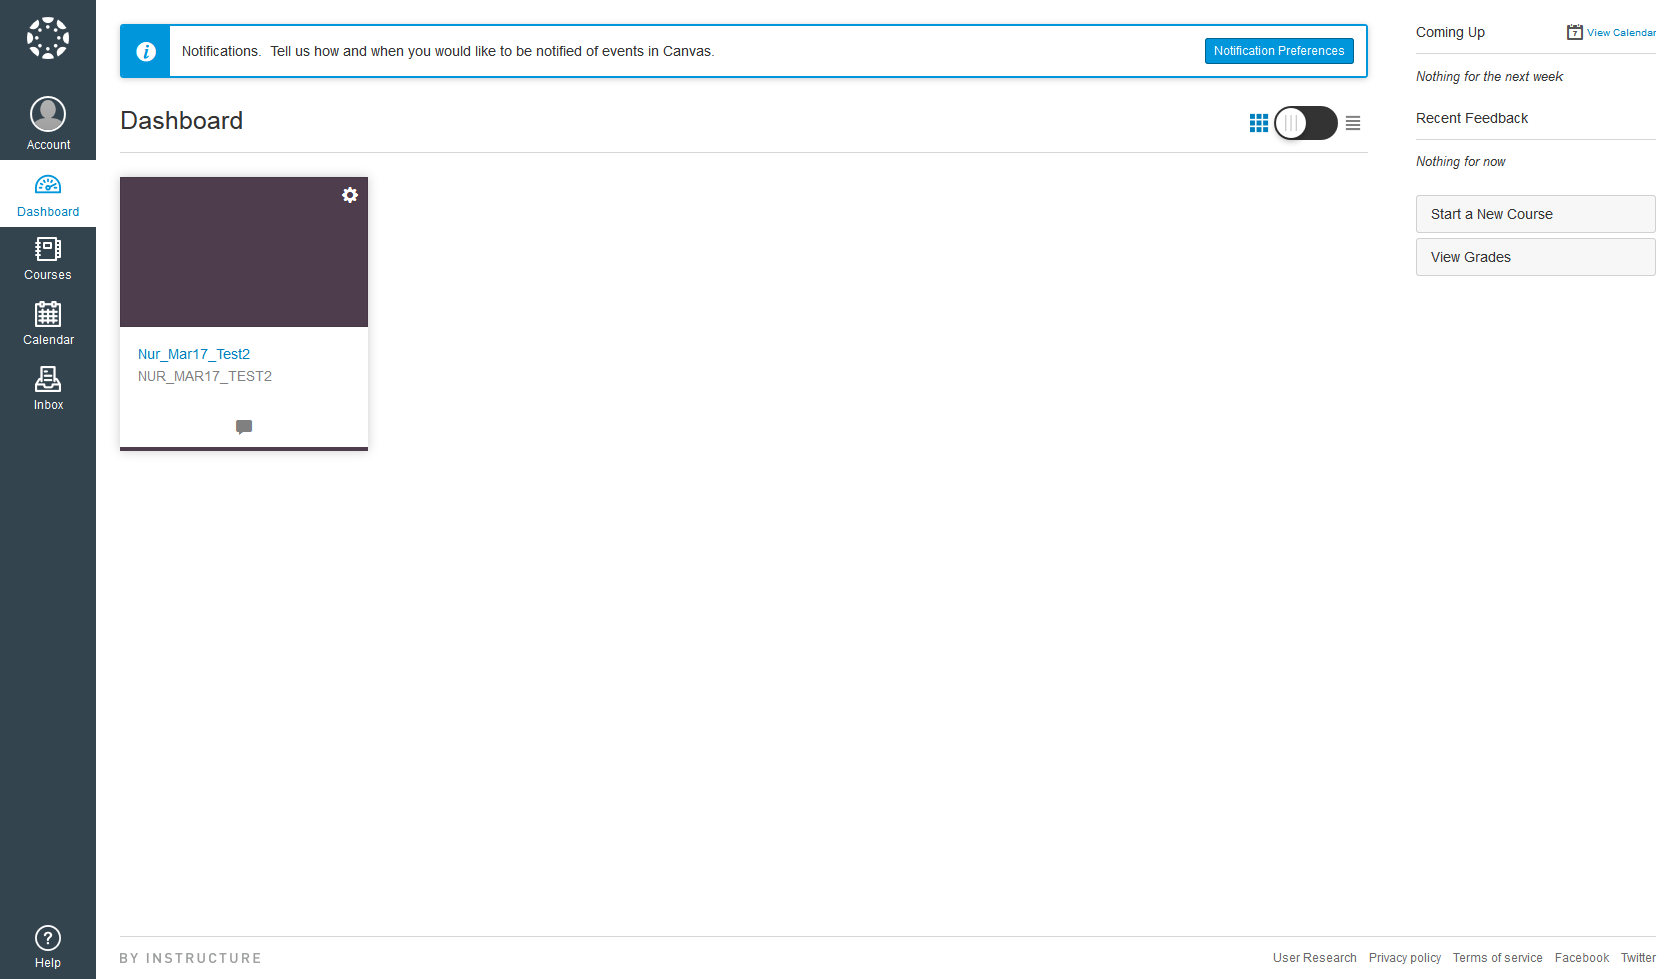 Account
Dashboard
Courses
Calendar
Inbox
Help
i
Notifications. Tell us how and when you would like to be notified of events in Canvas.
Notification Preferences
Dashboard
Nur_Mar17_Test2
NUR_MAR17_TEST2
Coming Up
7
View Calendar
Nothing for the next week
Recent Feedback
Nothing for now
Start a New Course
View Grades
BY INSTRUCTURE
User Research Privacy policy Terms of service Facebook Twitter